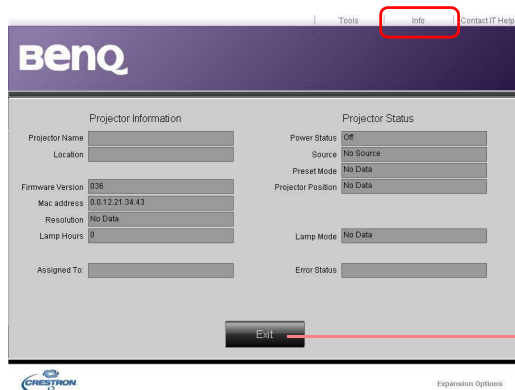 Tools Info Contact IT Help
BenQ
Projector Information
Projector Name
Location
Firmware Version 036
Mac address 0.0.12.21.34.43
Resolution No Data
Lamp Hours 0
Assigned To:
Projector Status
Power Status Off
Source No Source
Preset Mode No Data
Projector Position No Data
Lamp Mode No Data
Error Status
Exit
CRESTRON
Expansion Options